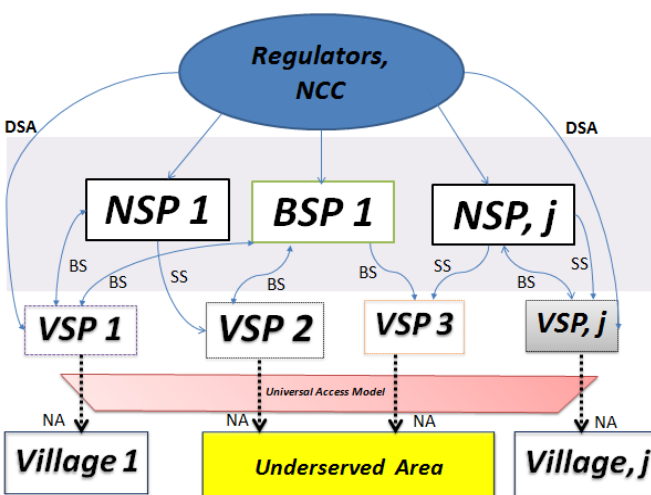 Regulators,
NCC
DSA
DSA
NSP 1
BSP 1
NSP, j
BS
BS
SS
BS
BS
SS
BS
SS
VSP 1
VSP 2
VSP 3
VSP, j
Universal Access Model
NA
NA
NA
NA
Village 1
Underserved Area
Village, j